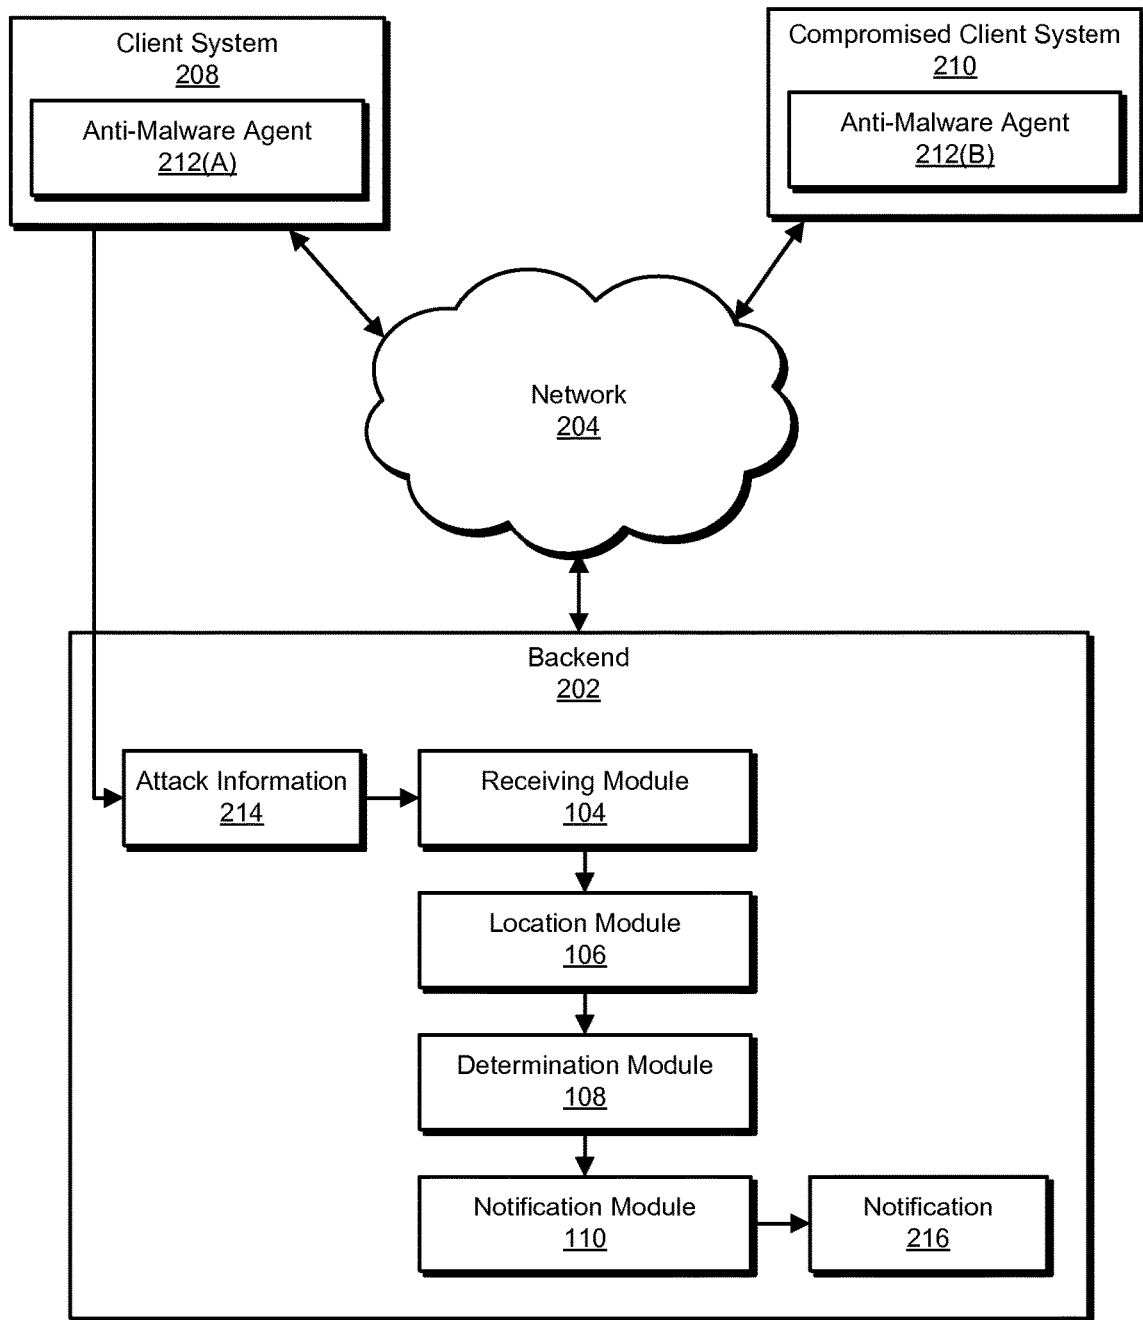 Client System
208
Anti-Malware Agent
212(A)
Compromised Client System
210
Anti-Malware Agent
212(B)
Network
204
Backend
202
Attack Information
214
Receiving Module
104
Location Module
106
Determination Module
108
Notification Module
110
Notification
216